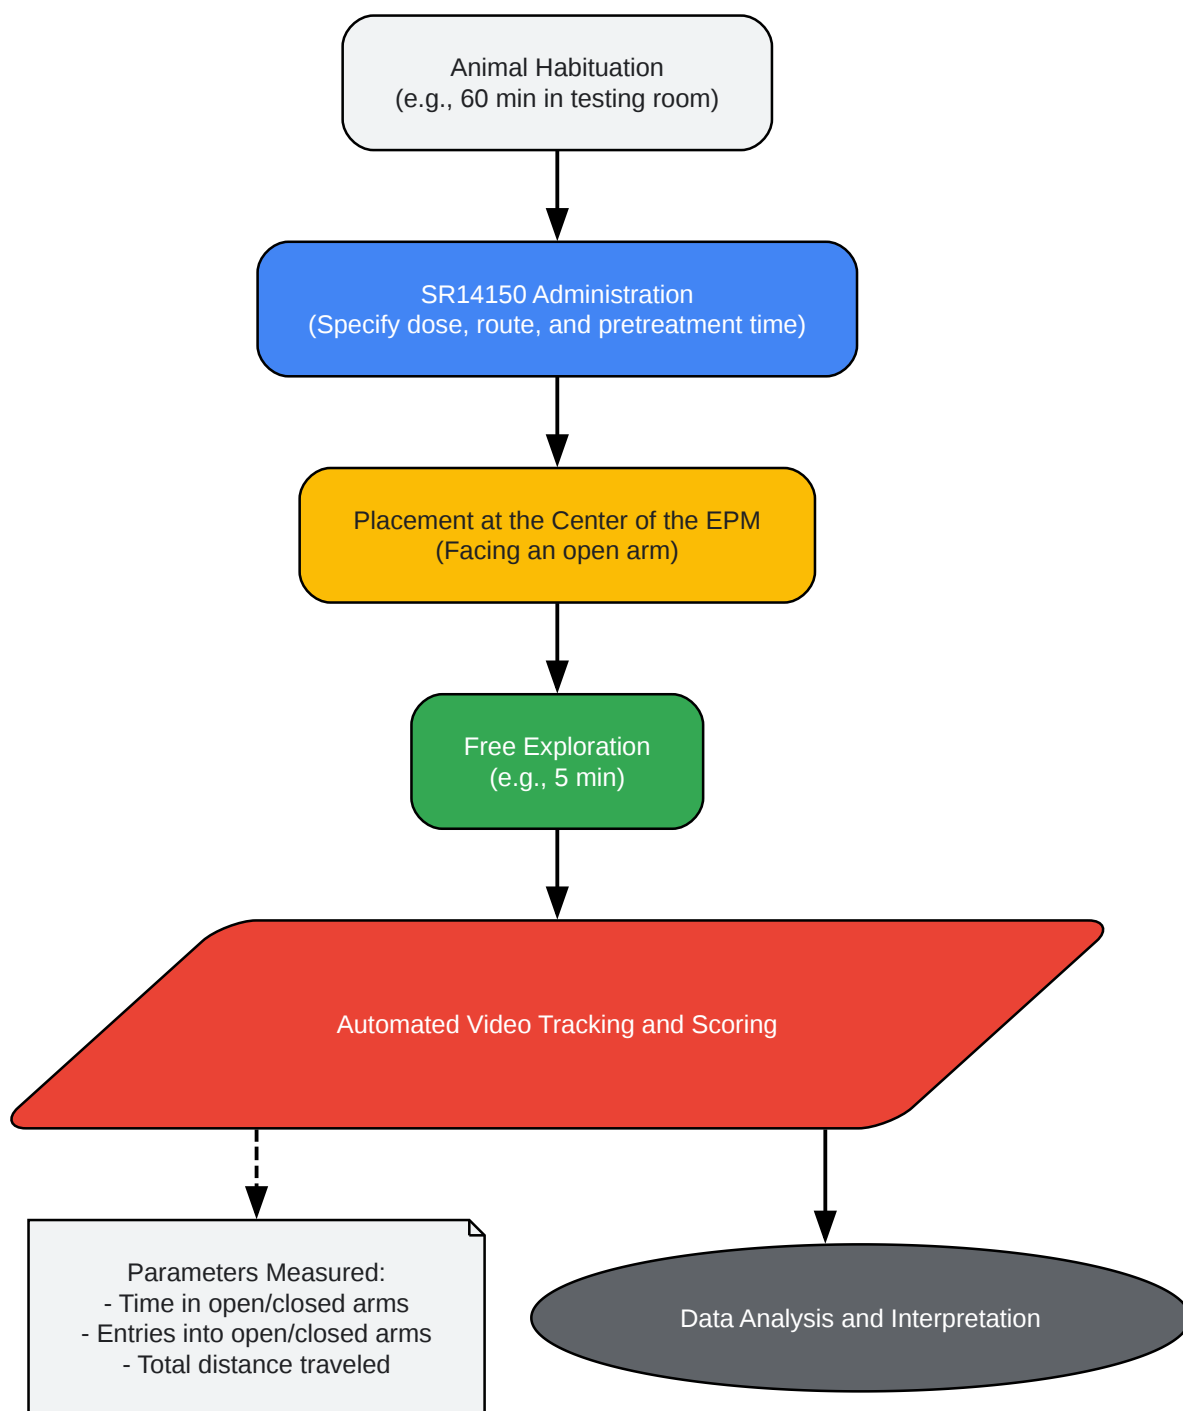 Animal Habituation
(e.g., 60 min in testing room)
SR14150 Administration
(Specify dose, route, and pretreatment time)
Placement at the Center of the EPM
(Facing an open arm)
Free Exploration
(e.g., 5 min)
Automated Video Tracking and Scoring
Parameters Measured:
- Time in open/closed arms
- Entries into open/closed arms
- Total distance traveled
Data Analysis and Interpretation